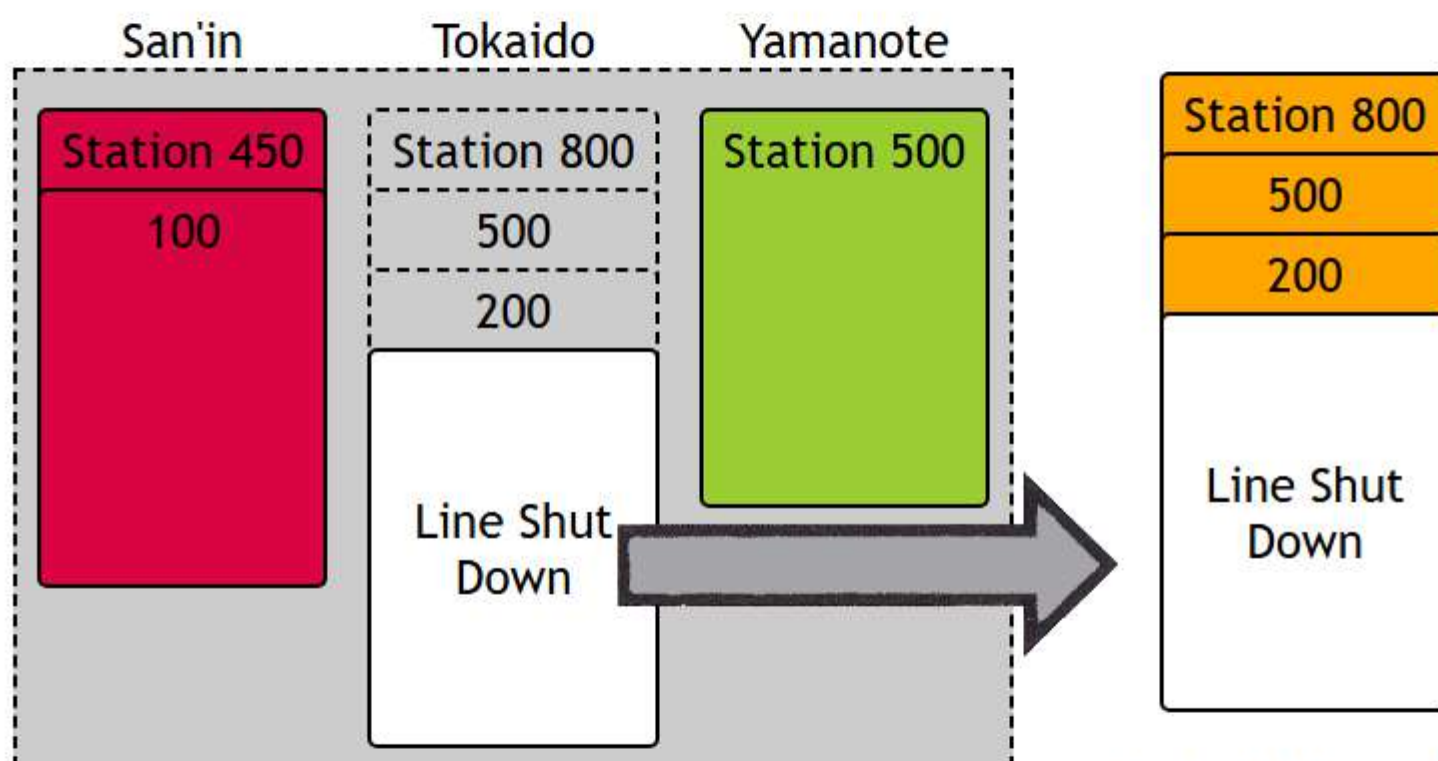 San'in
Tokaido
Yamanote
Station 450
100
Station 800
500
200
Line Shut
Down
Station 500
Station 800
500
200
Line Shut
Down